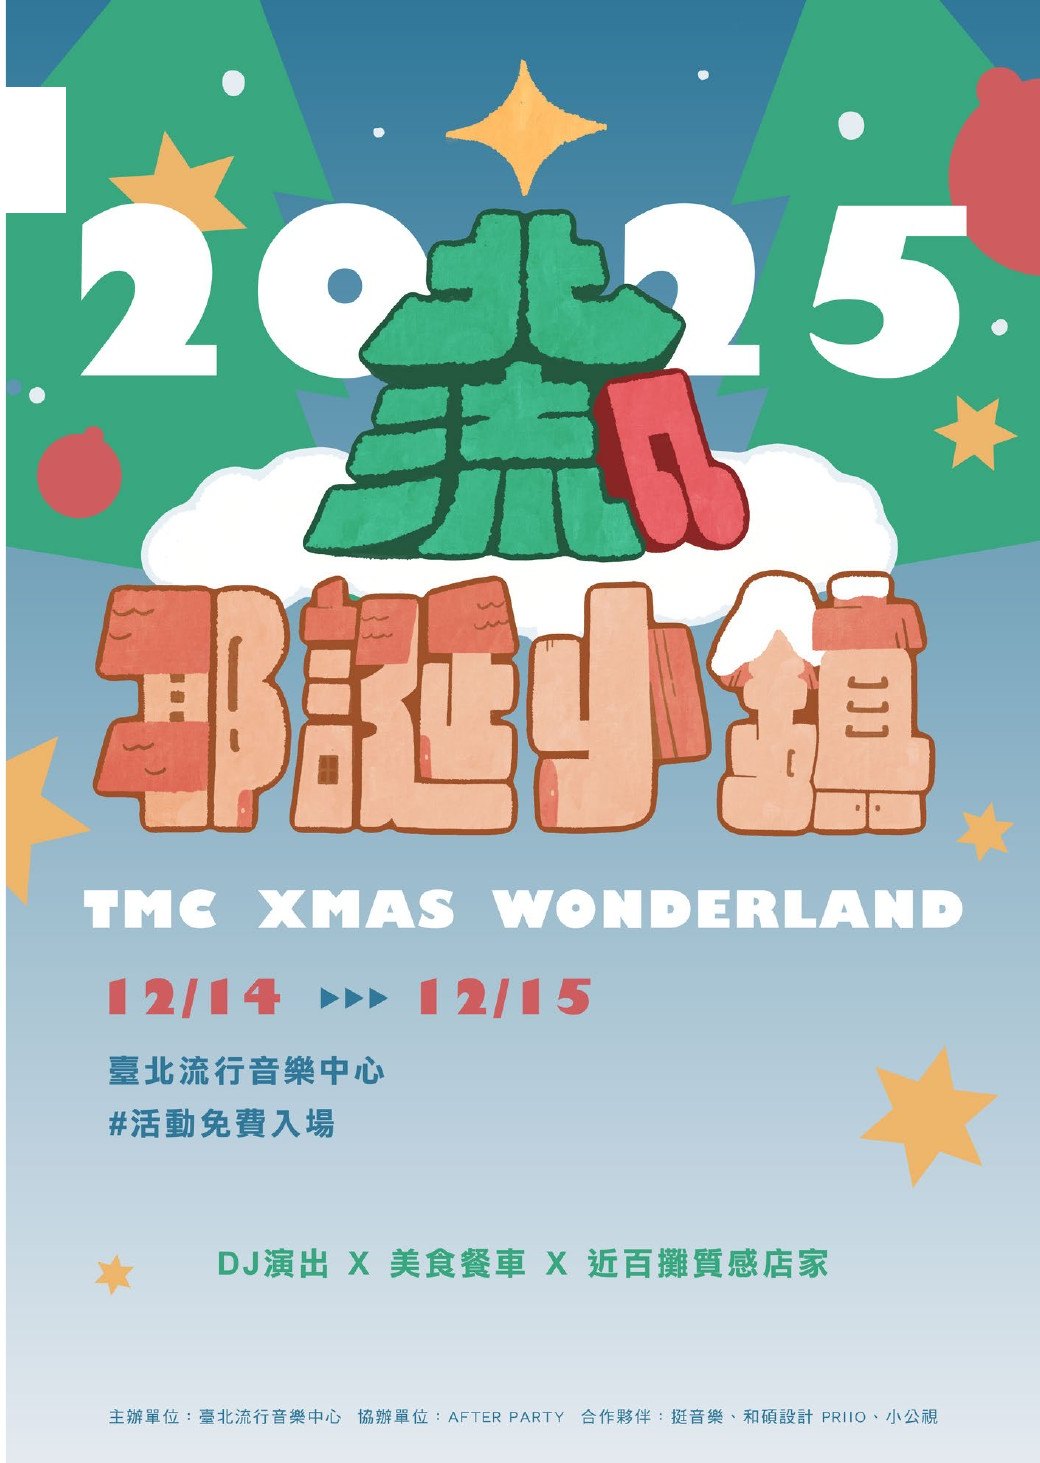 2025
北流
耶誕小鎮
TMC XMAS WONDERLAND
12/14 ▶▶▶ 12/15
臺北流行音樂中心
#活動免費入場
DJ演出 X 美食餐車 X 近百攤質感店家
主辦單位：臺北流行音樂中心 協辦單位：AFTER PARTY 合作夥伴：挺音樂、和碩設計 PRIIO、小公視